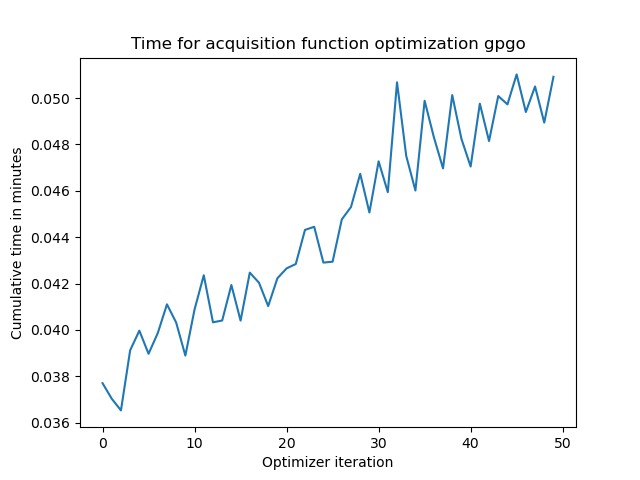 Time for acquisition function optimization gpgo
0.050
0.048
0.046
0.044
0.042
0.040
0.038
0.036
Cumulative time in minutes
0 10 20 30 40 50
Optimizer iteration